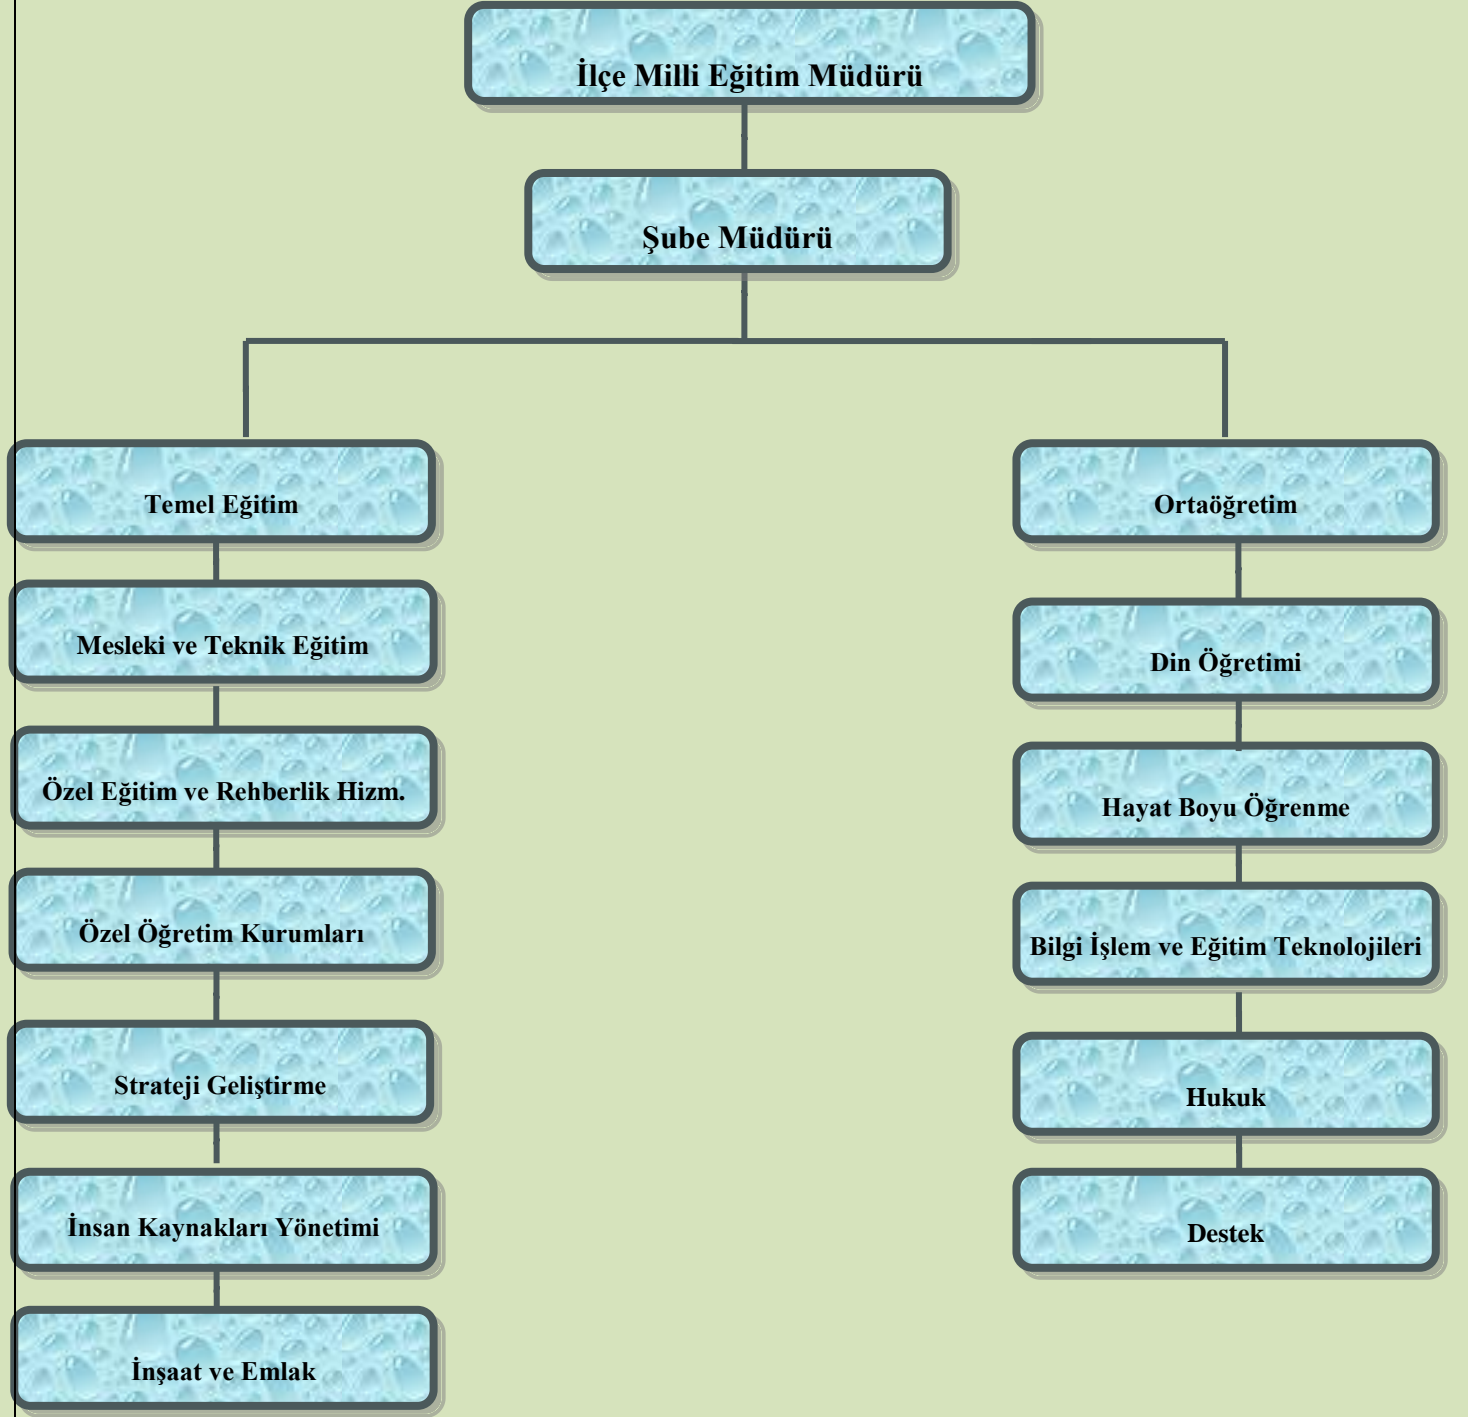 İlçe Milli Eğitim Müdürü
Şube Müdürü
Temel Eğitim
Mesleki ve Teknik Eğitim
Özel Eğitim ve Rehberlik Hizm.
Özel Öğretim Kurumları
Strateji Geliştirme
İnsan Kaynakları Yönetimi
İnşaat ve Emlak
Ortaöğretim
Din Öğretimi
Hayat Boyu Öğrenme
Bilgi İşlem ve Eğitim Teknolojileri
Hukuk
Destek